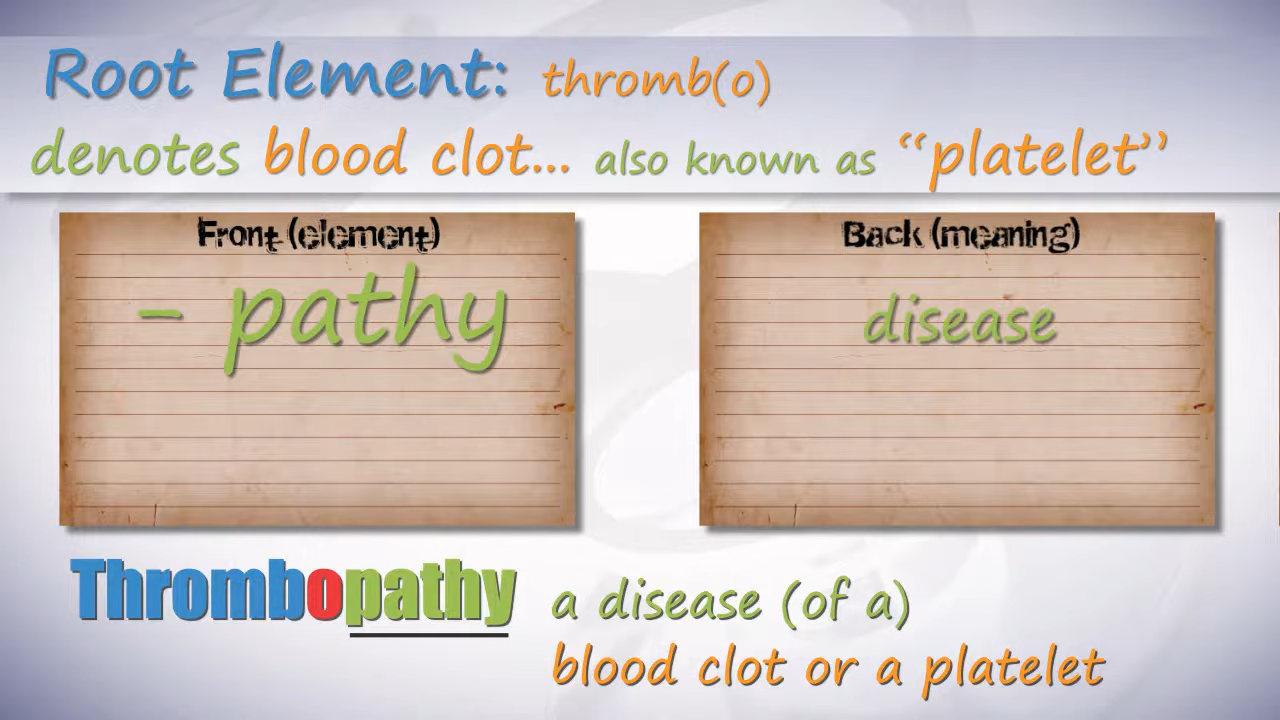 Root Element: thromb(o)
denotes blood clot... also known as “platelet”
Front (element)
- pathy
Back (meaning)
disease
Thrombopathy
a disease (of a)
blood clot or a platelet